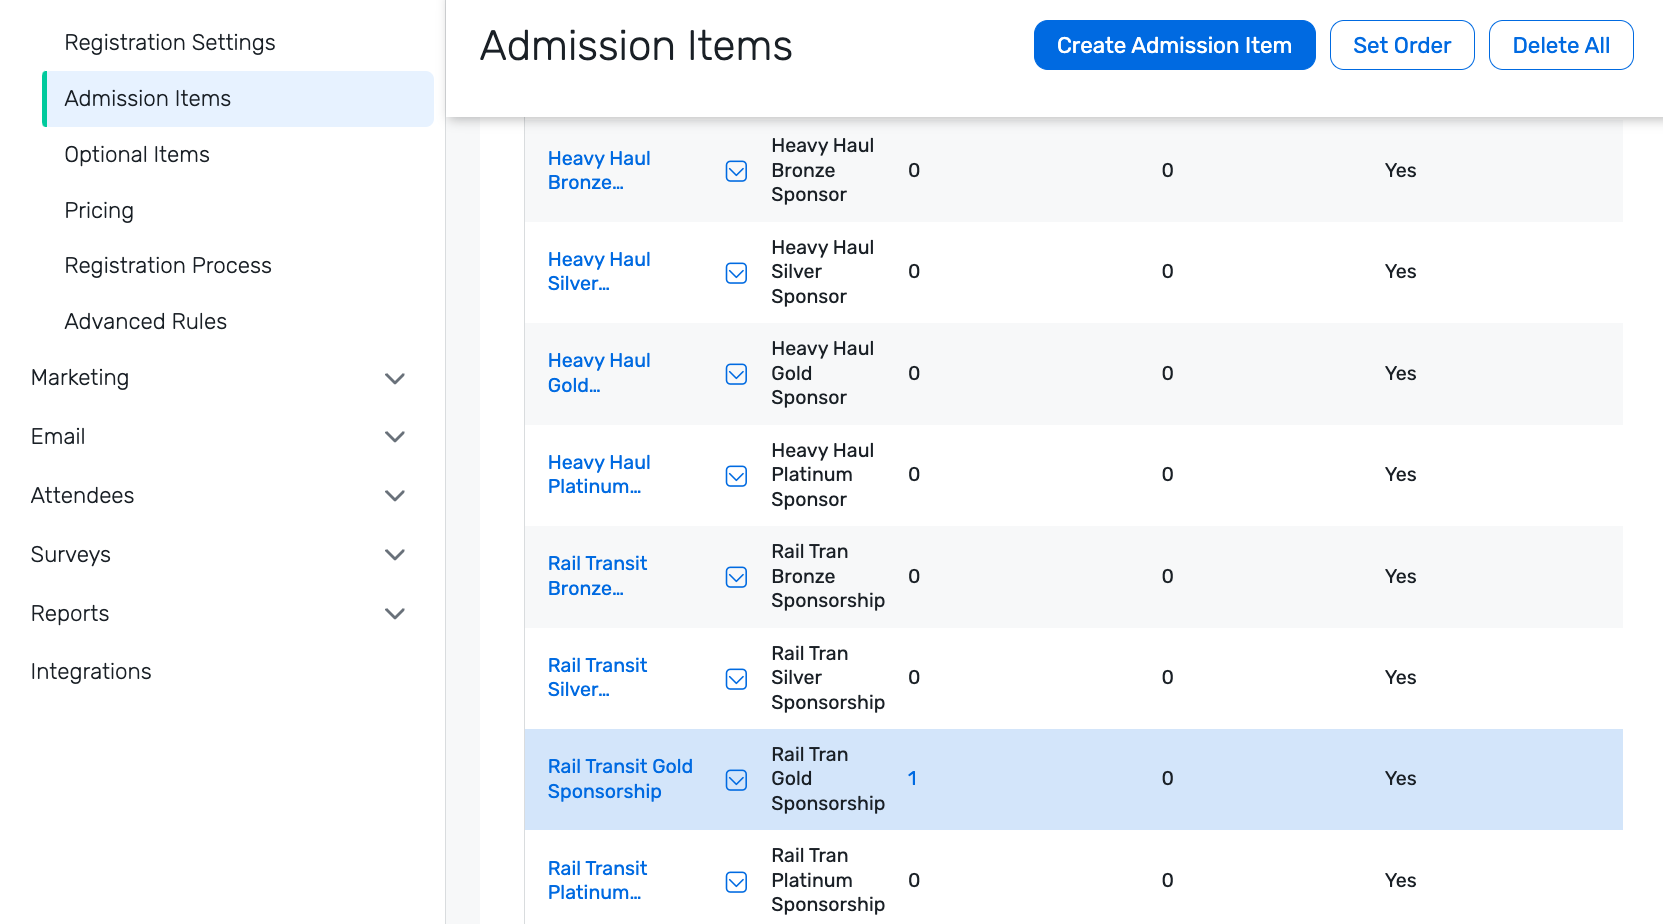 Registration Settings
Admission Items
Optional Items
Pricing
Registration Process
Advanced Rules
Marketing
Email
Attendees
Surveys
Reports
Integrations
Admission Items
Create Admission Item
Set Order
Delete All
Heavy Haul
Bronze...
Heavy Haul
Bronze
Sponsor
0
0
Yes
Heavy Haul
Silver...
Heavy Haul
Silver
Sponsor
0
0
Yes
Heavy Haul
Gold...
Heavy Haul
Gold
Sponsor
0
0
Yes
Heavy Haul
Platinum...
Heavy Haul
Platinum
Sponsor
0
0
Yes
Rail Transit
Bronze...
Rail Tran
Bronze
Sponsorship
0
0
Yes
Rail Transit
Silver...
Rail Tran
Silver
Sponsorship
0
0
Yes
Rail Transit Gold
Sponsorship
Rail Tran
Gold
Sponsorship
1
0
Yes
Rail Transit
Platinum...
Rail Tran
Platinum
Sponsorship
0
0
Yes